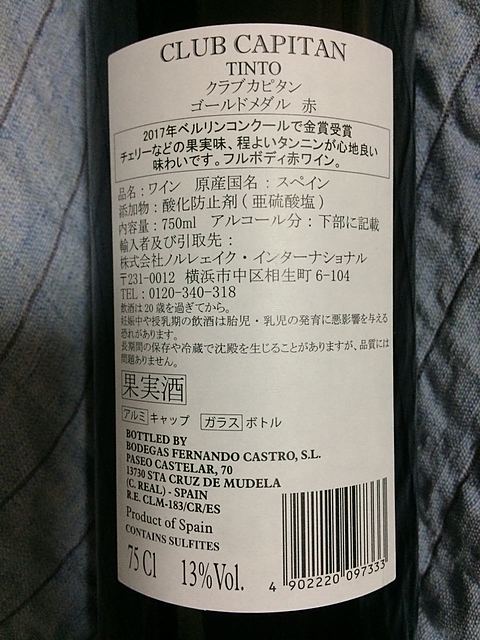 CLUB CAPITAN
TINTO
クラブカピタン
ゴールドメダル 赤
2017年ベルリンコンクールで金賞受賞
チェリーなどの果実味、程よいタンニンが心地良い
味わいです。フルボディ赤ワイン。
品名：ワイン 原産国名：スペイン
添加物：酸化防止剤(亜硫酸塩)
内容量：750ml アルコール分：下部に記載
輸入者及び引取先：
株式会社ノルレェイク・インターナショナル
〒231-0012 横浜市中区相生町6-104
TEL：0120-340-318
飲酒は20歳を過ぎてから。
妊娠中や授乳期の飲酒は胎児・乳児の発育に悪影響を与える
恐れがあります。
長期間の保存や冷蔵で沈殿を生じることがありますが、品質には
問題ありません。
果実酒
アルミ キャップ ガラス ボトル
BOTTLED BY
BODEGAS FERNANDO CASTRO, S.L.
PASEO CASTELAR, 70
13730 STA CRUZ DE MUDELA
(C. REAL) - SPAIN
R.E. CLM-183/CR/ES
Product of Spain
CONTAINS SULFITES
75 Cl 13% Vol.
4 902220 097333